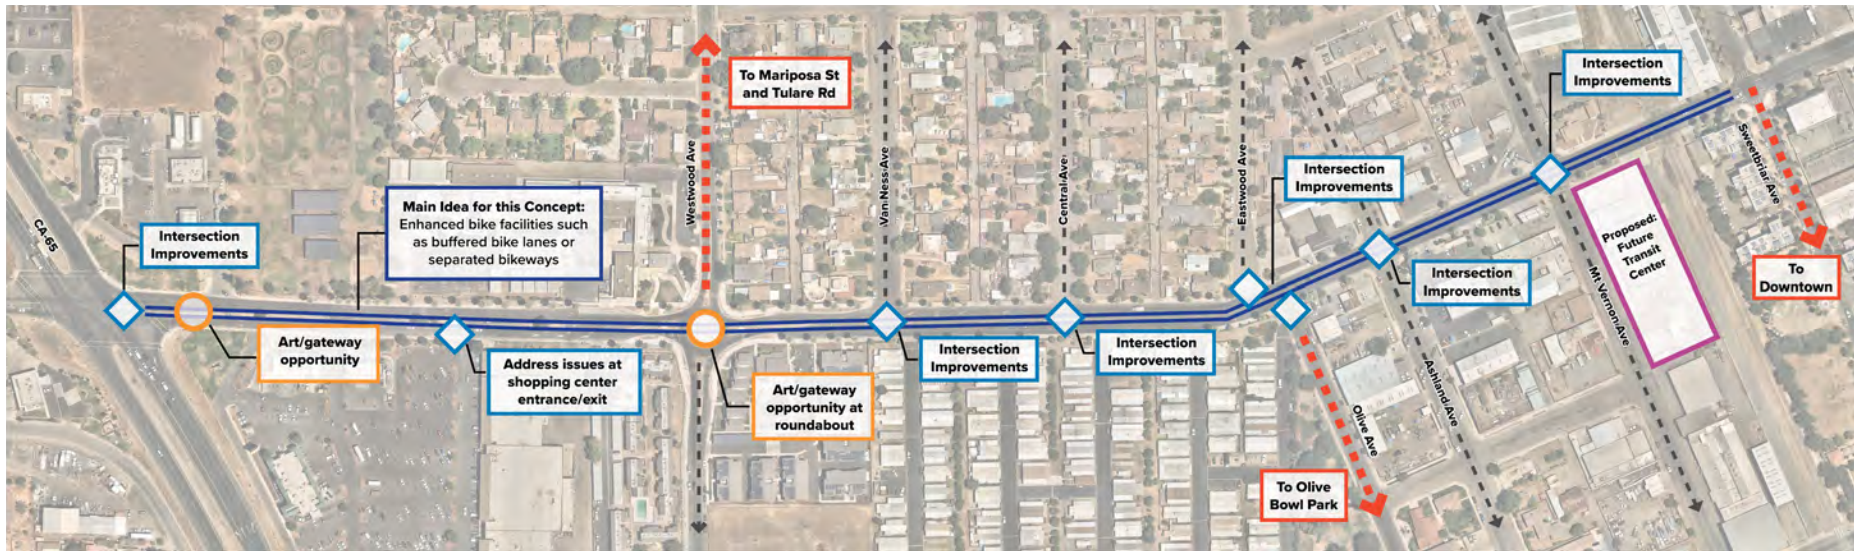 CA-65
Intersection
Improvements
Art/gateway
opportunity
Main Idea for this Concept:
Enhanced bike facilities such
as buffered bike lanes or
separated bikeways
Address issues at
shopping center
entrance/exit
Westwood Ave
To Mariposa St
and Tulare Rd
Art/gateway
opportunity at
roundabout
Van Ness Ave
Intersection
Improvements
Central Ave
Intersection
Improvements
Eastwood Ave
Intersection
Improvements
To Olive
Bowl Park
Olive Ave
Ashland Ave
Intersection
Improvements
Intersection
Improvements
Mt Vernon Ave
Proposed:
Future
Transit
Center
Sweetbriar Ave
To
Downtown